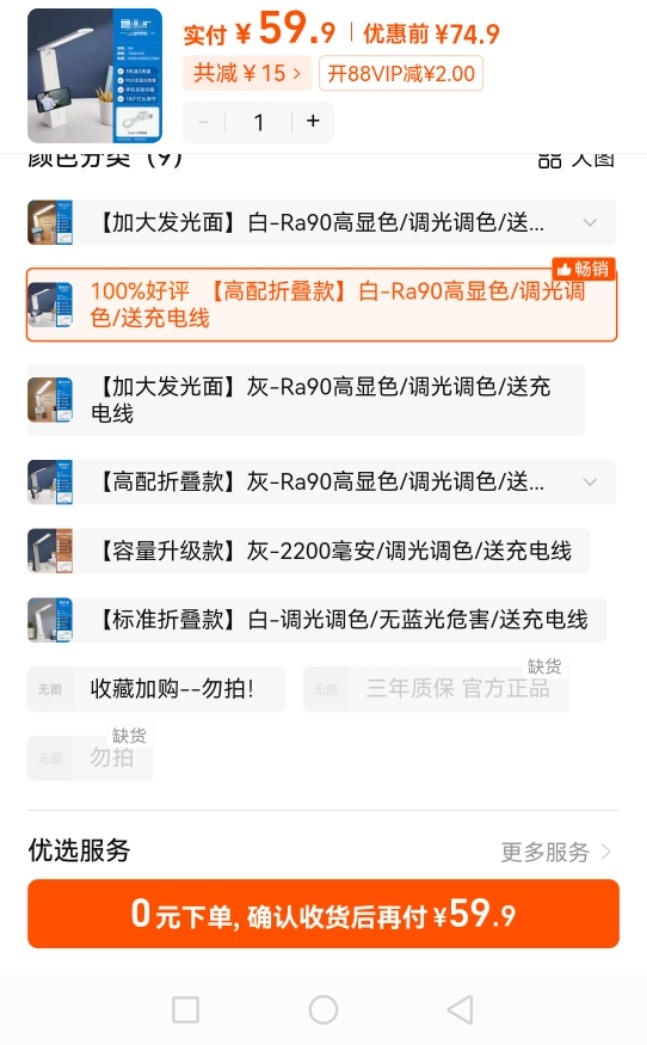 实付 ¥59.9 | 优惠前 ¥74.9
共减 ¥15 >
开88VIP减¥2.00
− 1 +
颜色分类（9）
大图
【加大发光面】白-Ra90高显色/调光调色/送...
畅销
100%好评 【高配折叠款】白-Ra90高显色/调光调
色/送充电线
【加大发光面】灰-Ra90高显色/调光调色/送充
电线
【高配折叠款】灰-Ra90高显色/调光调色/送...
【容量升级款】灰-2200毫安/调光调色/送充电线
【标准折叠款】白-调光调色/无蓝光危害/送充电线
无图 收藏加购--勿拍！
缺货
无图 三年质保 官方正品
缺货
无图 勿拍
优选服务
更多服务 >
0元下单, 确认收货后再付 ¥59.9